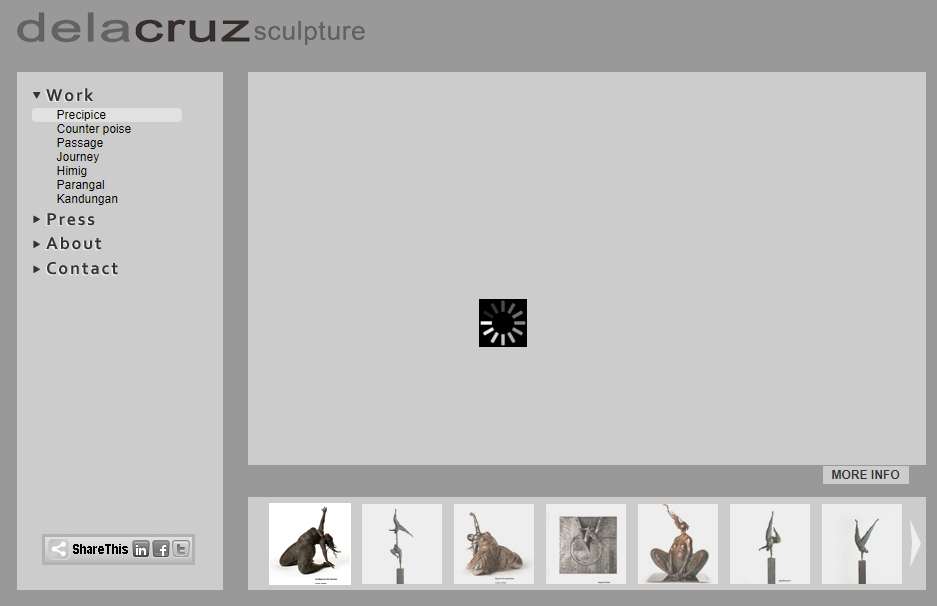 delacruz sculpture
Work
Precipice
Counter poise
Passage
Journey
Himig
Parangal
Kandungan
Press
About
Contact
MORE INFO
ShareThis